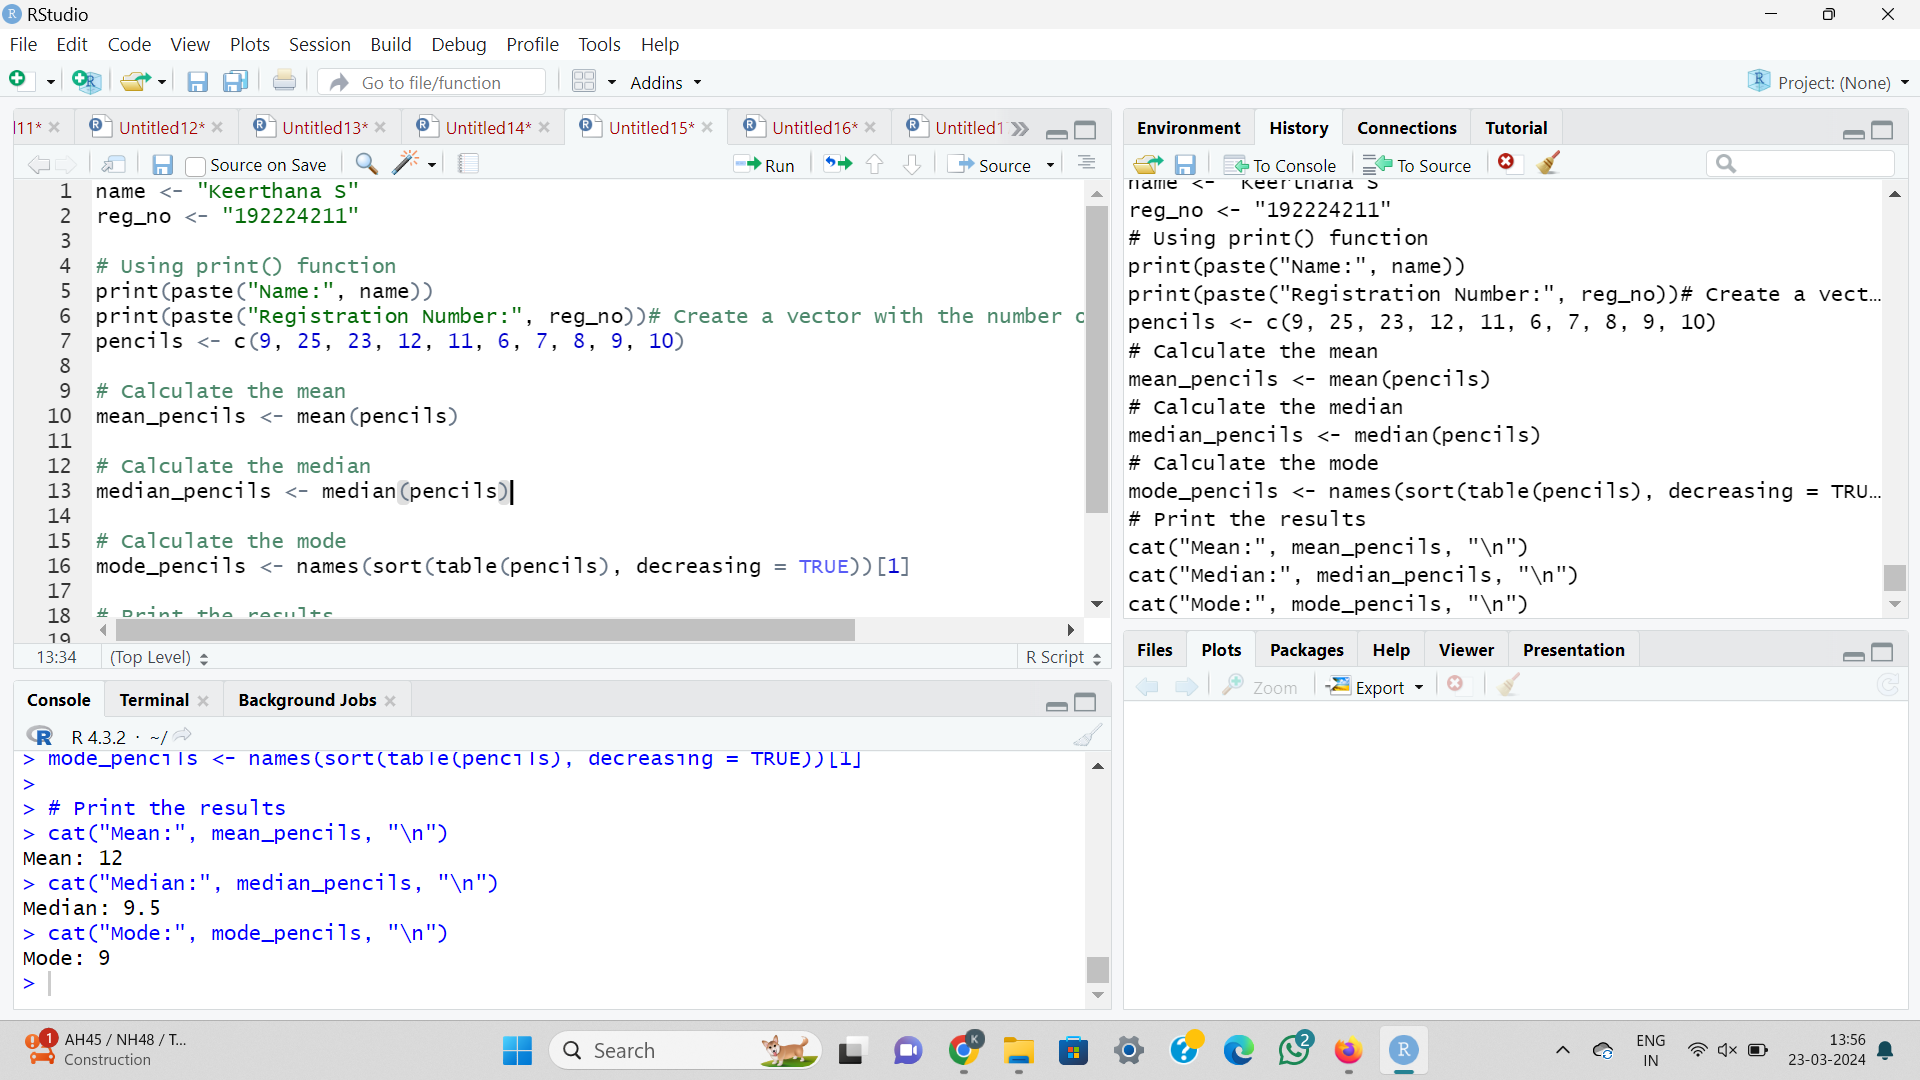 RStudio
File Edit Code View Plots Session Build Debug Profile Tools Help
Go to file/function Addins Project: (None)
l11* Untitled12* Untitled13* Untitled14* Untitled15* Untitled16* Untitled1
Source on Save Run Source
1 name <- "Keerthana S"
2 reg_no <- "192224211"
3
4 # Using print() function
5 print(paste("Name:", name))
6 print(paste("Registration Number:", reg_no))# Create a vector with the number c
7 pencils <- c(9, 25, 23, 12, 11, 6, 7, 8, 9, 10)
8
9 # Calculate the mean
10 mean_pencils <- mean(pencils)
11
12 # Calculate the median
13 median_pencils <- median(pencils)
14
15 # Calculate the mode
16 mode_pencils <- names(sort(table(pencils), decreasing = TRUE))[1]
17
18 # Print the results
19
13:34 (Top Level) R Script
Console Terminal Background Jobs
R 4.3.2 · ~/
> mode_pencils <- names(sort(table(pencils), decreasing = TRUE))[1]
>
> # Print the results
> cat("Mean:", mean_pencils, "\n")
Mean: 12
> cat("Median:", median_pencils, "\n")
Median: 9.5
> cat("Mode:", mode_pencils, "\n")
Mode: 9
>
Environment History Connections Tutorial
To Console To Source
name <- "Keerthana S"
reg_no <- "192224211"
# Using print() function
print(paste("Name:", name))
print(paste("Registration Number:", reg_no))# Create a vect...
pencils <- c(9, 25, 23, 12, 11, 6, 7, 8, 9, 10)
# Calculate the mean
mean_pencils <- mean(pencils)
# Calculate the median
median_pencils <- median(pencils)
# Calculate the mode
mode_pencils <- names(sort(table(pencils), decreasing = TRU...
# Print the results
cat("Mean:", mean_pencils, "\n")
cat("Median:", median_pencils, "\n")
cat("Mode:", mode_pencils, "\n")
Files Plots Packages Help Viewer Presentation
Zoom Export
1 AH45 / NH48 / T...
Construction
Search
K
2
R
ENG
IN
13:56
23-03-2024